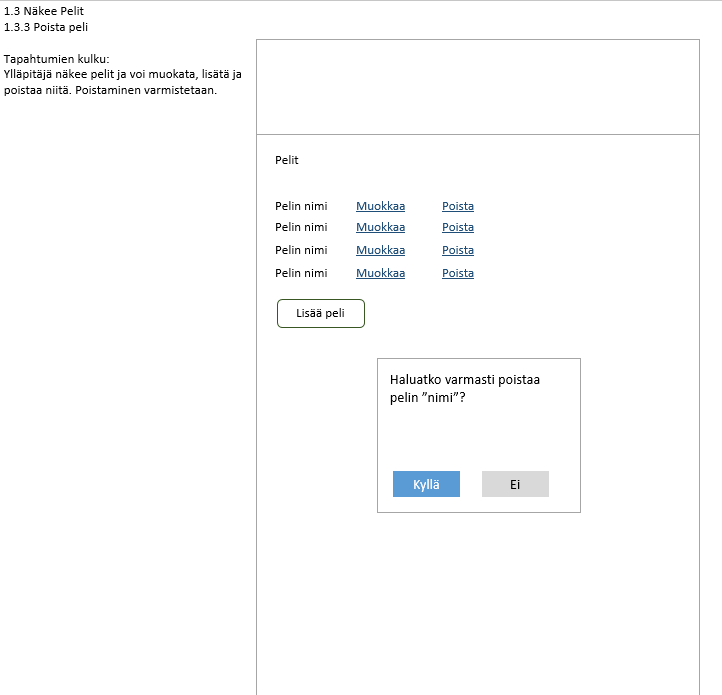 1.3 Näkee Pelit
1.3.3 Poista peli
Tapahtumien kulku:
Ylläpitäjä näkee pelit ja voi muokata, lisätä ja
poistaa niitä. Poistaminen varmistetaan.
Pelit
Pelin nimi Muokkaa Poista
Pelin nimi Muokkaa Poista
Pelin nimi Muokkaa Poista
Pelin nimi Muokkaa Poista
Lisää peli
Haluatko varmasti poistaa
pelin ”nimi”?
Kyllä Ei